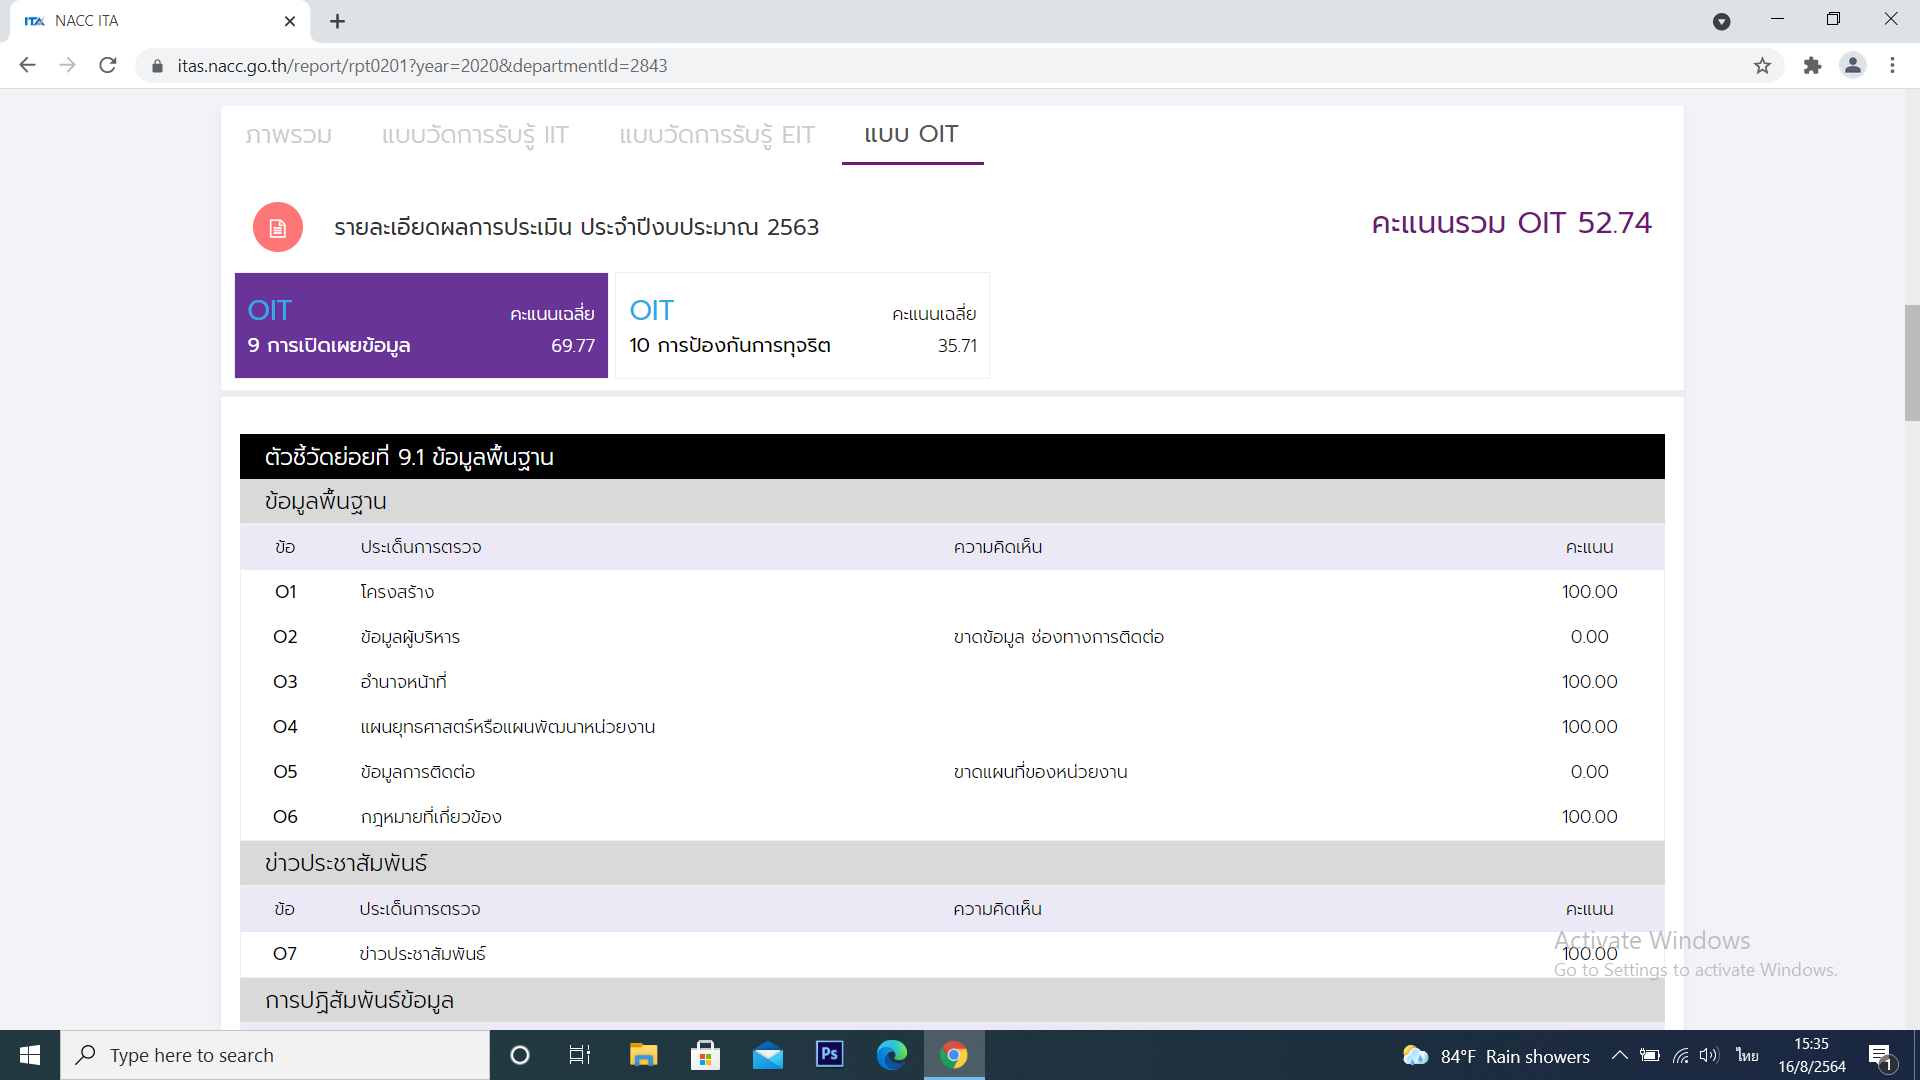 NACC ITA
itas.nacc.go.th/report/rpt0201?year=2020&departmentId=2843
ภาพรวม แบบวัดการรับรู้ IIT แบบวัดการรับรู้ EIT แบบ OIT
รายละเอียดผลการประเมิน ประจำปีงบประมาณ 2563
คะแนนรวม OIT 52.74
OIT คะแนนเฉลี่ย
9 การเปิดเผยข้อมูล 69.77
OIT คะแนนเฉลี่ย
10 การป้องกันการทุจริต 35.71
ตัวชี้วัดย่อยที่ 9.1 ข้อมูลพื้นฐาน
ข้อมูลพื้นฐาน
ข้อ ประเด็นการตรวจ ความคิดเห็น คะแนน
O1 โครงสร้าง 100.00
O2 ข้อมูลผู้บริหาร ขาดข้อมูล ช่องทางการติดต่อ 0.00
O3 อำนาจหน้าที่ 100.00
O4 แผนยุทธศาสตร์หรือแผนพัฒนาหน่วยงาน 100.00
O5 ข้อมูลการติดต่อ ขาดแผนที่ของหน่วยงาน 0.00
O6 กฎหมายที่เกี่ยวข้อง 100.00
ข่าวประชาสัมพันธ์
ข้อ ประเด็นการตรวจ ความคิดเห็น คะแนน
O7 ข่าวประชาสัมพันธ์ 100.00
การปฏิสัมพันธ์ข้อมูล
Activate Windows
Go to Settings to activate Windows.
Type here to search
Ps
84°F Rain showers
ไทย
15:35
16/8/2564
1